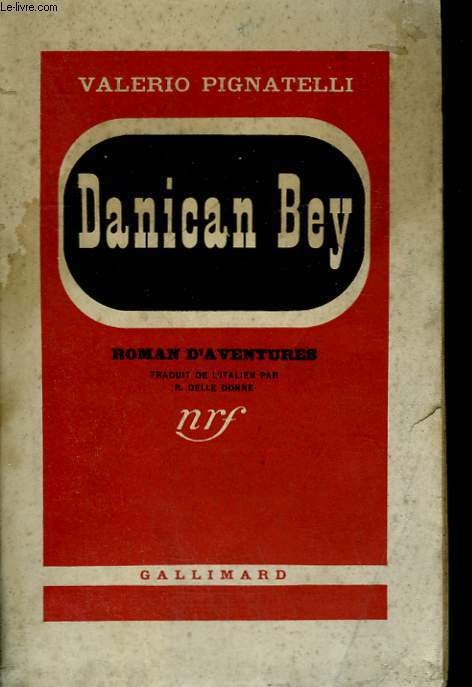 Le-livre.com
VALERIO PIGNATELLI
Danican Bey
ROMAN D'AVENTURES
TRADUIT DE L'ITALIEN PAR
R. DELLE DONNE
nrf
GALLIMARD